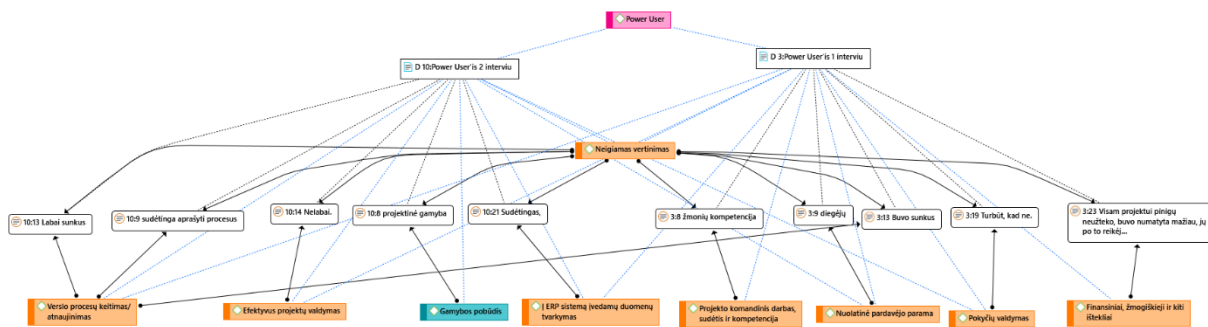 Power User
D 10:Power User'is 2 interviu
D 3:Power User'is 1 interviu
Neigiamas vertinimas
10:13 Labai sunkus
10:9 sudėtinga aprašyti procesus
10:14 Nelabai.
10:8 projektinė gamyba
10:21 Sudėtingas,
3:8 Žmonių kompetencija
3:9 diegėjų
3:13 Buvo sunkus
3:19 Turbūt, kad ne.
3:23 Visam projektui pinigų
neužteko, buvo numatyta mažiau, jų
po to reikėj...
Verslo procesų keitimas/
atnaujinimas
Efektyvus projektų valdymas
Gamybos pobūdis
Į ERP sistemą įvedamų duomenų
tvarkymas
Projekto komandinis darbas,
sudėtis ir kompetencija
Nuolatinė pardavėjo parama
Pokyčių valdymas
Finansiniai, žmogiškieji ir kiti
ištekliai